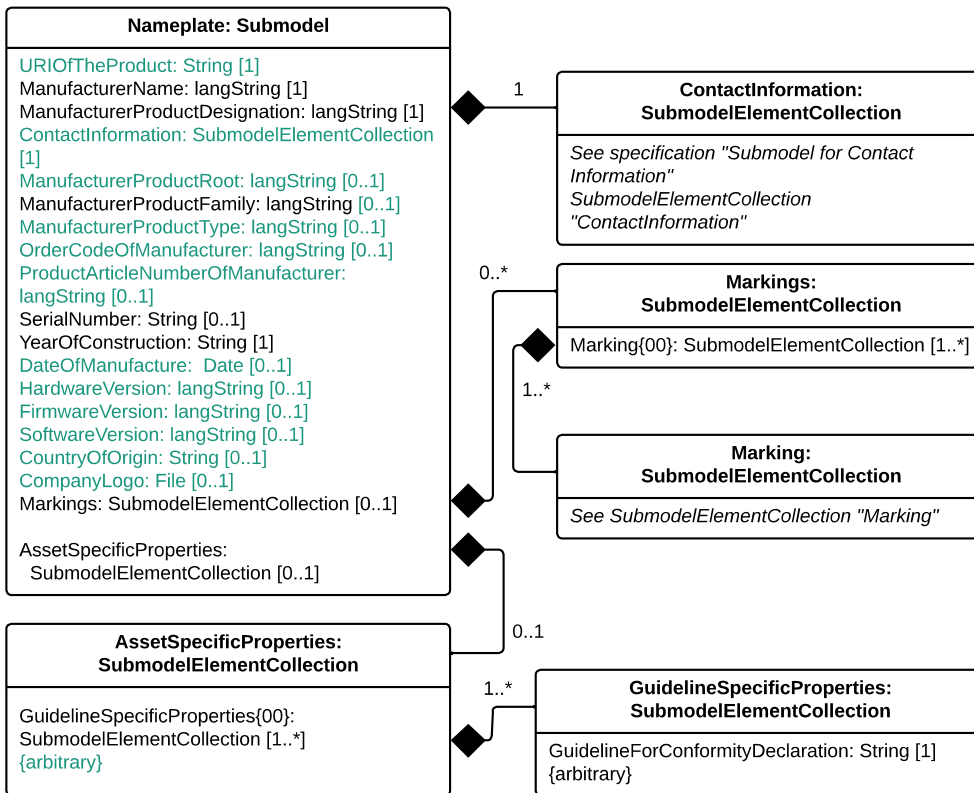 Nameplate: Submodel
URIOfTheProduct: String [1]
ManufacturerName: langString [1]
ManufacturerProductDesignation: langString [1]
ContactInformation: SubmodelElementCollection
[1]
ManufacturerProductRoot: langString [0..1]
ManufacturerProductFamily: langString [0..1]
ManufacturerProductType: langString [0..1]
OrderCodeOfManufacturer: langString [0..1]
ProductArticleNumberOfManufacturer:
langString [0..1]
SerialNumber: String [0..1]
YearOfConstruction: String [1]
DateOfManufacture:  Date [0..1]
HardwareVersion: langString [0..1]
FirmwareVersion: langString [0..1]
SoftwareVersion: langString [0..1]
CountryOfOrigin: String [0..1]
CompanyLogo: File [0..1]
Markings: SubmodelElementCollection [0..1]
AssetSpecificProperties:
SubmodelElementCollection [0..1]
1
ContactInformation:
SubmodelElementCollection
See specification "Submodel for Contact
Information"
SubmodelElementCollection
"ContactInformation"
0..*
Markings:
SubmodelElementCollection
Marking{00}: SubmodelElementCollection [1..*]
1..*
Marking:
SubmodelElementCollection
See SubmodelElementCollection "Marking"
0..1
AssetSpecificProperties:
SubmodelElementCollection
GuidelineSpecificProperties{00}:
SubmodelElementCollection [1..*]
{arbitrary}
1..*
GuidelineSpecificProperties:
SubmodelElementCollection
GuidelineForConformityDeclaration: String [1]
{arbitrary}